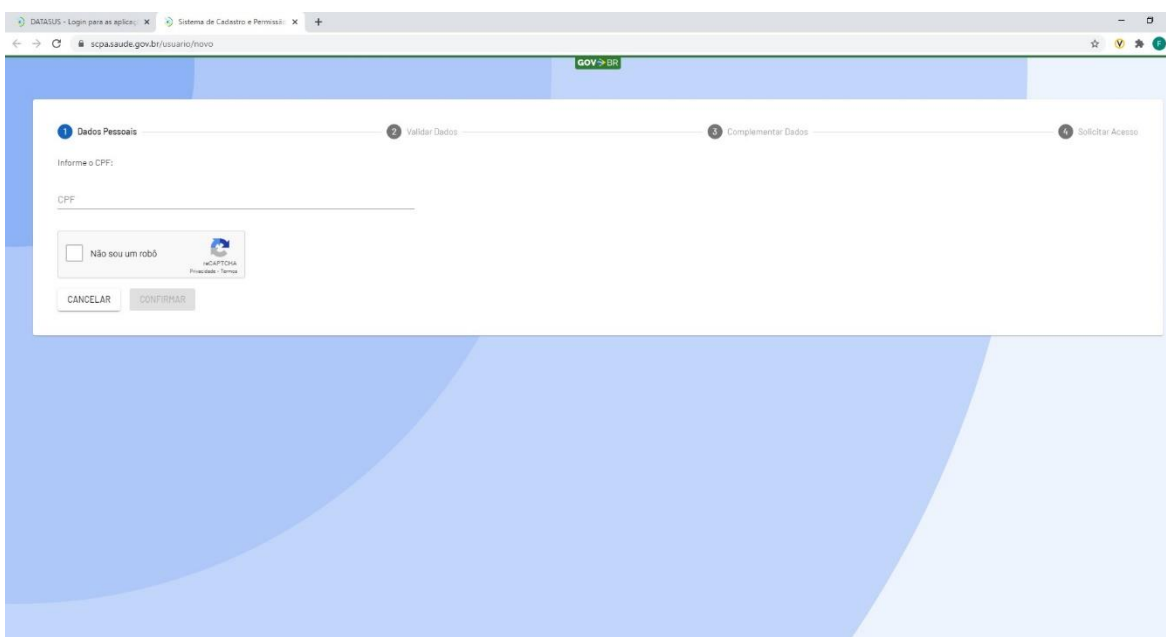 DATASUS - Login para as aplicaç
Sistema de Cadastro e Permissã
scpa.saude.gov.br/usuario/novo
GOV BR
1 Dados Pessoais
2 Validar Dados
3 Complementar Dados
4 Solicitar Acesso
Informe o CPF:
CPF
Não sou um robô
reCAPTCHA
Privacidade - Termos
CANCELAR CONFIRMAR